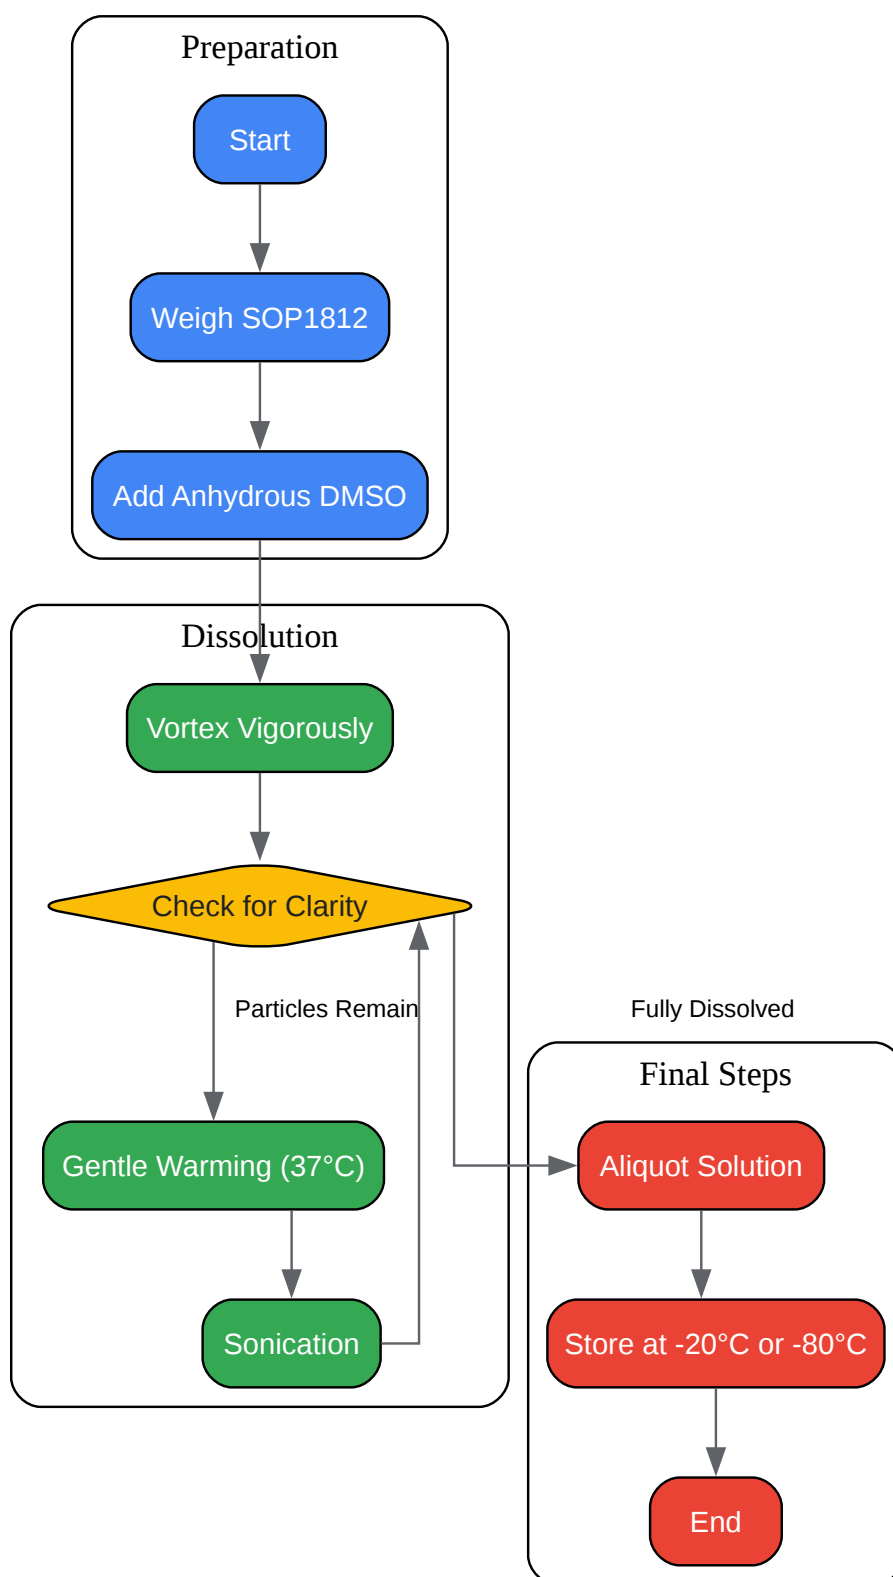 Preparation
Start
Weigh SOP1812
Add Anhydrous DMSO
Dissolution
Vortex Vigorously
Check for Clarity
Particles Remain
Fully Dissolved
Final Steps
Gentle Warming (37°C)
Aliquot Solution
Sonication
Store at -20°C or -80°C
End